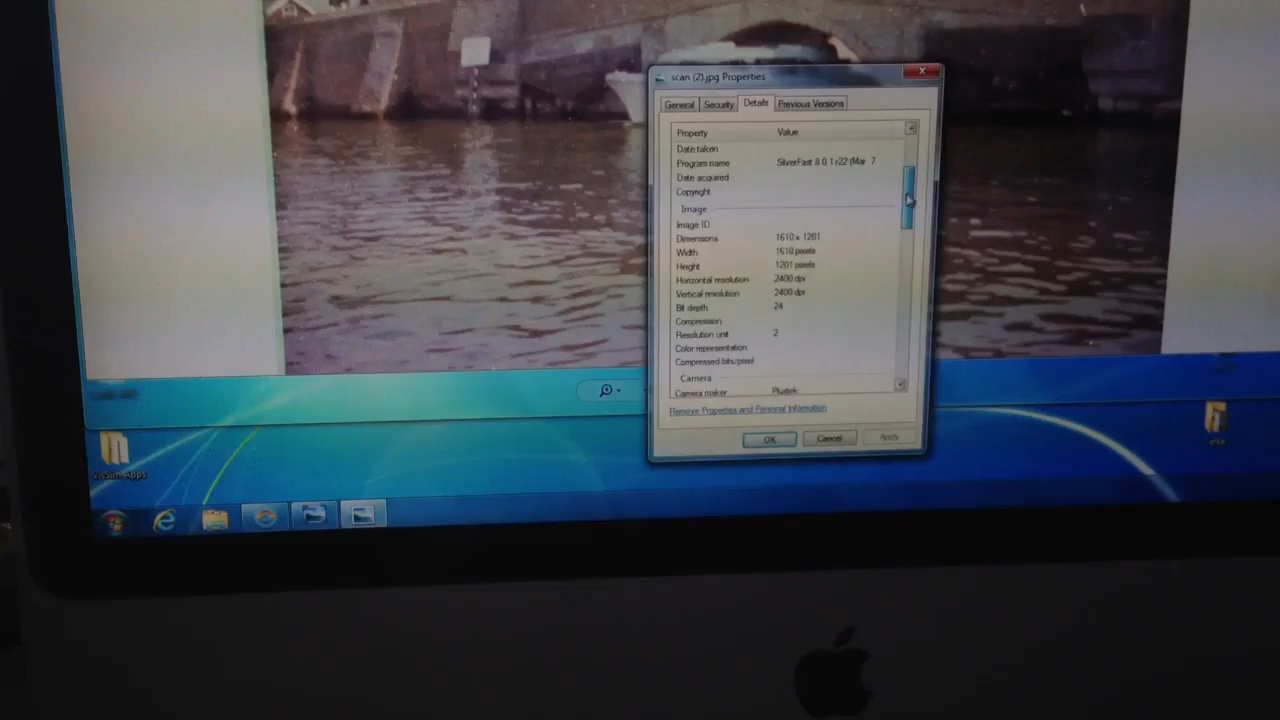 scan (2).jpg Properties
General Security Details Previous Versions
Property Value
Date taken
Program name SilverFast 8.0.1 r22 (Mar 7
Date acquired
Copyright
Image
Image ID
Dimensions 1610 x 1201
Width 1610 pixels
Height 1201 pixels
Horizontal resolution 2400 dpi
Vertical resolution 2400 dpi
Bit depth 24
Compression
Resolution unit 2
Color representation
Compressed bits/pixel
Camera
Camera maker Plustek
Remove Properties and Personal Information
OK Cancel Apply
VisSim Apps